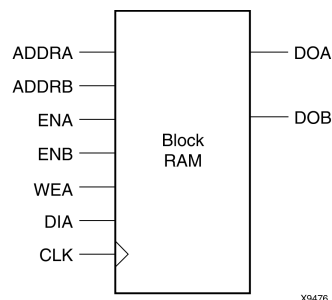 ADDRA
DOA
ADDRB
ENA
DOB
ENB
Block
RAM
WEA
DIA
CLK
X9476